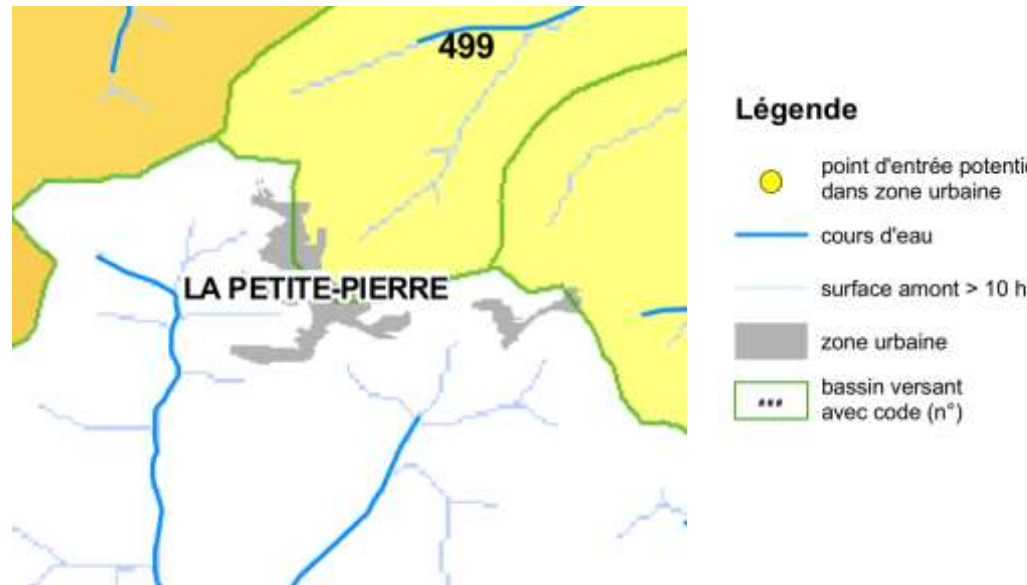 499
LA PETITE-PIERRE
Légende
point d'entrée potentie
dans zone urbaine
cours d'eau
surface amont > 10 h
zone urbaine
###
bassin versant
avec code (n°)